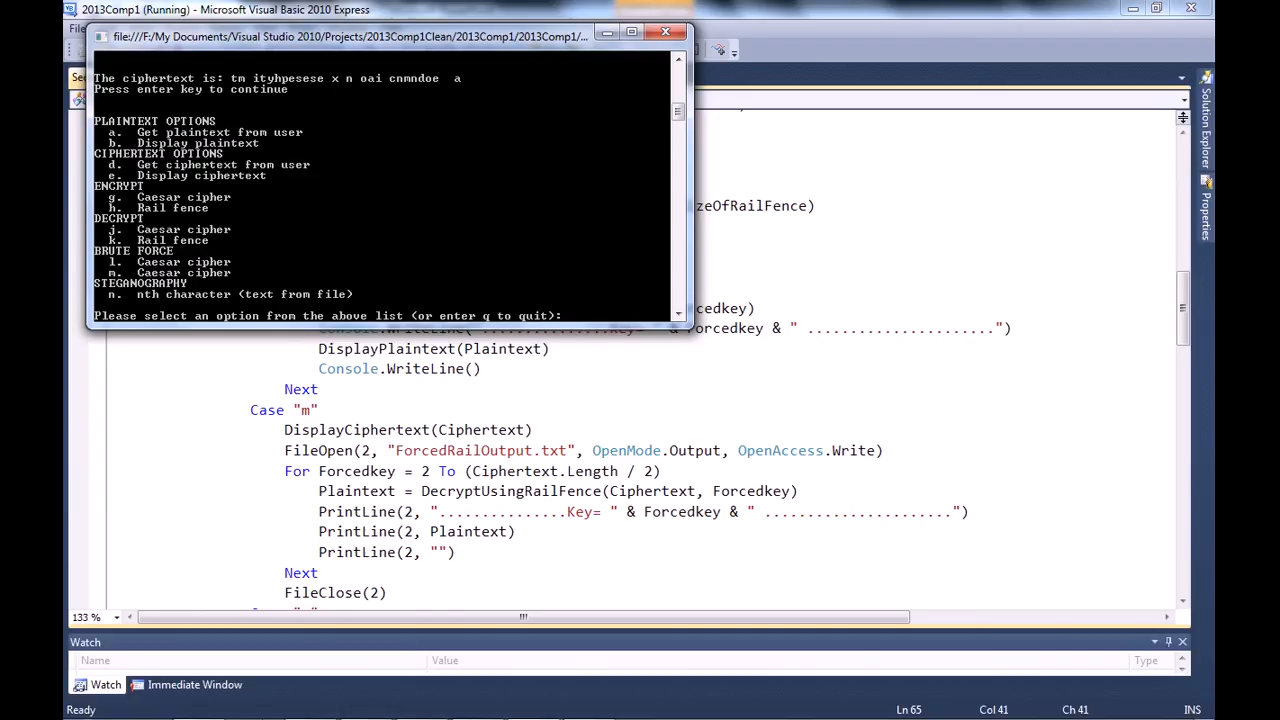 2013Comp1 (Running) - Microsoft Visual Basic 2010 Express
file:///F:/My Documents/Visual Studio 2010/Projects/2013Comp1Clean/2013Comp1/2013Comp1/...
The ciphertext is: tm ityhpesese x n oai cnmndoe  a
Press enter key to continue
PLAINTEXT OPTIONS
a. Get plaintext from user
b. Display plaintext
CIPHERTEXT OPTIONS
d. Get ciphertext from user
e. Display ciphertext
ENCRYPT
g. Caesar cipher
h. Rail fence
DECRYPT
j. Caesar cipher
k. Rail fence
BRUTE FORCE
l. Caesar cipher
m. Caesar cipher
STEGANOGRAPHY
n. nth character (text from file)
Please select an option from the above list (or enter q to quit):
zeOfRailFence)
orcedkey)
Forcedkey & " ......................")
DisplayPlaintext(Plaintext)
Console.WriteLine()
Next
Case "m"
DisplayCiphertext(Ciphertext)
FileOpen(2, "ForcedRailOutput.txt", OpenMode.Output, OpenAccess.Write)
For Forcedkey = 2 To (Ciphertext.Length / 2)
Plaintext = DecryptUsingRailFence(Ciphertext, Forcedkey)
PrintLine(2, "...............Key= " & Forcedkey & " ......................")
PrintLine(2, Plaintext)
PrintLine(2, "")
Next
FileClose(2)
133 %
Solution Explorer
Properties
Watch
Name Value Type
Watch Immediate Window
Ready Ln 65 Col 41 Ch 41 INS